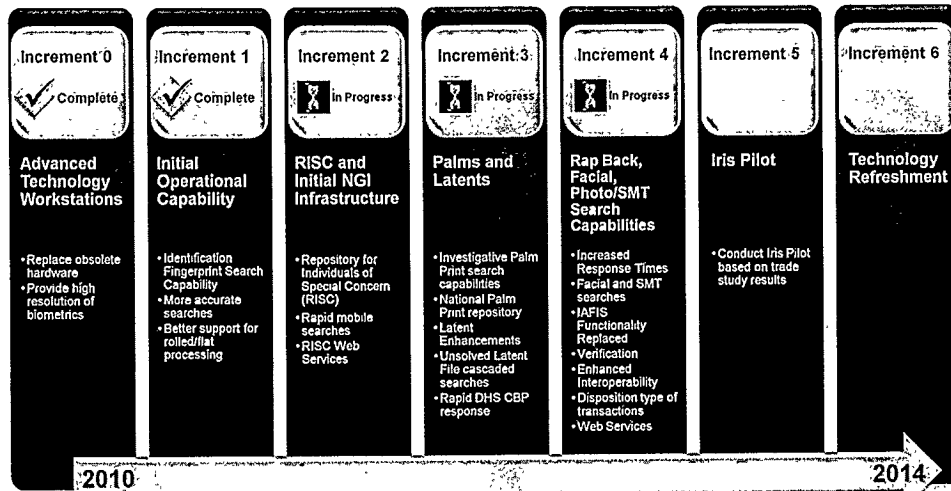 Increment 0
Complete
Advanced
Technology
Workstations
•Replace obsolete
hardware
•Provide high
resolution of
biometrics
Increment 1
Complete
Initial
Operational
Capability
•Identification
Fingerprint Search
Capability
•More accurate
searches
•Better support for
rolled/flat
processing
Increment 2
In Progress
RISC and
Initial NGI
Infrastructure
•Repository for
Individuals of
Special Concern
(RISC)
•Rapid mobile
searches
•RISC Web
Services
Increment 3
In Progress
Palms and
Latents
•Investigative Palm
Print search
capabilities
•National Palm
Print repository
•Latent
Enhancements
•Unsolved Latent
File cascaded
searches
•Rapid DHS CBP
response
Increment 4
In Progress
Rap Back,
Facial,
Photo/SMT
Search
Capabilities
•Increased
Response Times
•Facial and SMT
searches
•IAFIS
Functionality
Replaced
•Verification
•Enhanced
Interoperability
•Disposition type of
transactions
•Web Services
Increment 5
Iris Pilot
•Conduct Iris Pilot
based on trade
study results
Increment 6
Technology
Refreshment
2010
2014